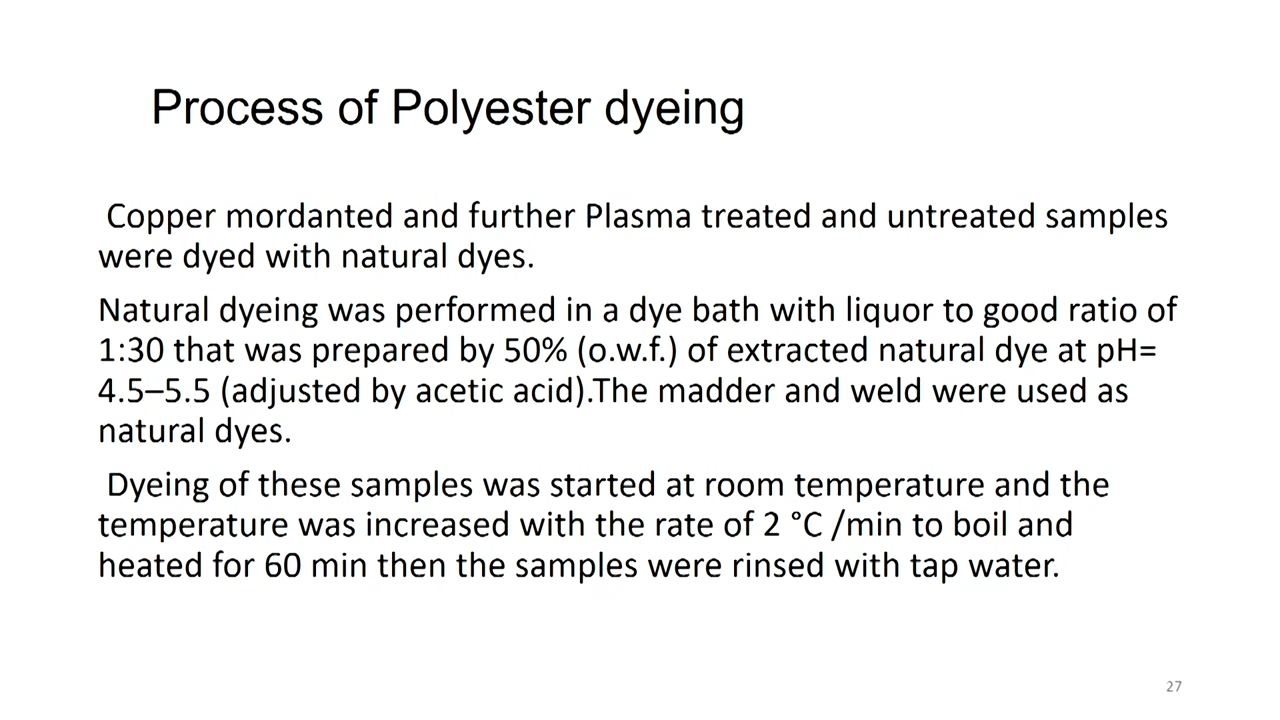 Process of Polyester dyeing
Copper mordanted and further Plasma treated and untreated samples
were dyed with natural dyes.
Natural dyeing was performed in a dye bath with liquor to good ratio of
1:30 that was prepared by 50% (o.w.f.) of extracted natural dye at pH=
4.5–5.5 (adjusted by acetic acid).The madder and weld were used as
natural dyes.
Dyeing of these samples was started at room temperature and the
temperature was increased with the rate of 2 °C /min to boil and
heated for 60 min then the samples were rinsed with tap water.
27